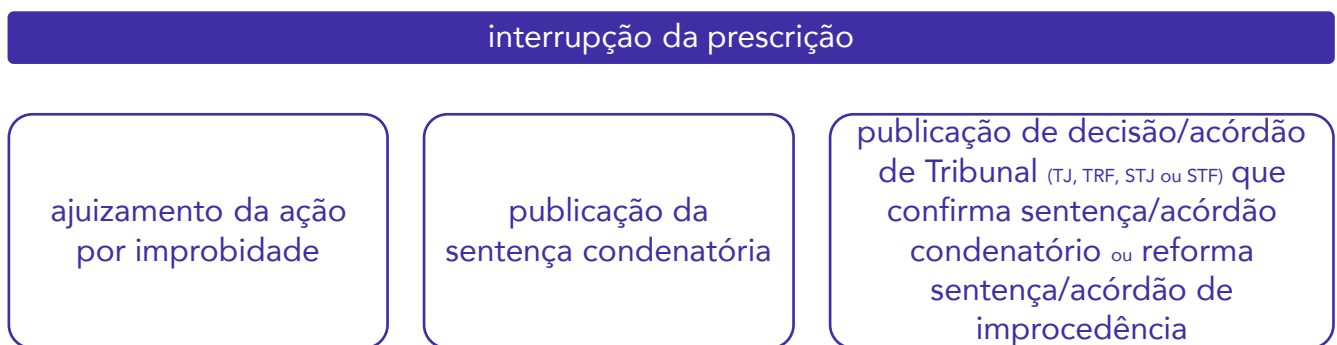 interrupção da prescrição
ajuizamento da ação
por improbidade
publicação da
sentença condenatória
publicação de decisão/acórdão
de Tribunal (TJ, TRF, STJ ou STF) que
confirma sentença/acórdão
condenatório ou reforma
sentença/acórdão de
improcedência